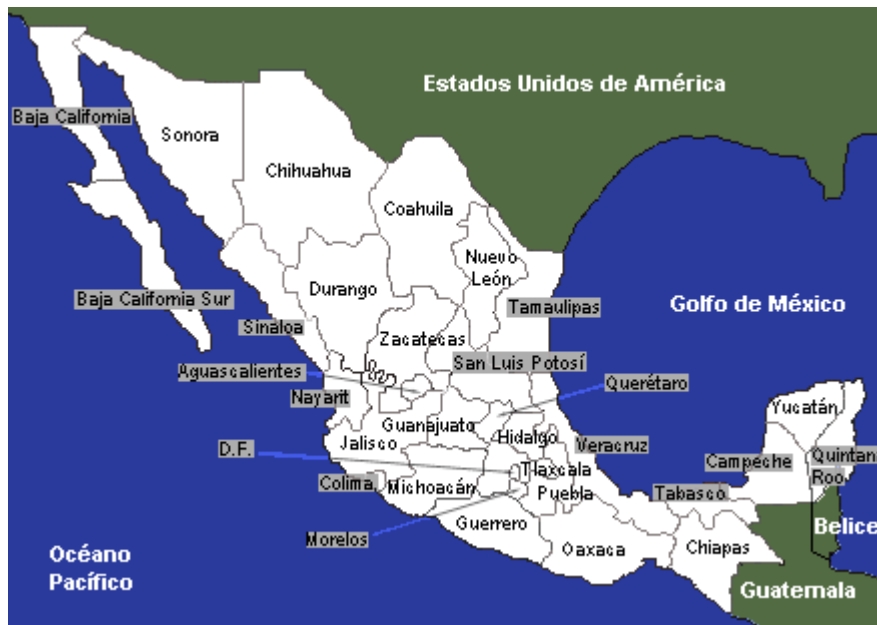 Estados Unidos de América
Baja California
Sonora
Chihuahua
Coahuila
Nuevo
León
Baja California Sur
Durango
Tamaulipas
Golfo de México
Sinaloa
Zacatecas
San Luis Potosí
Aguascalientes
Querétaro
Nayarit
Yucatán
Guanajuato
Hidalgo
Jalisco
Veracruz
D.F.
Campeche
Quintan
Roo
Tlaxcala
Colima
Michoacán
Puebla
Tabasco
Guerrero
Belice
Morelos
Oaxaca
Chiapas
Océano
Pacífico
Guatemala